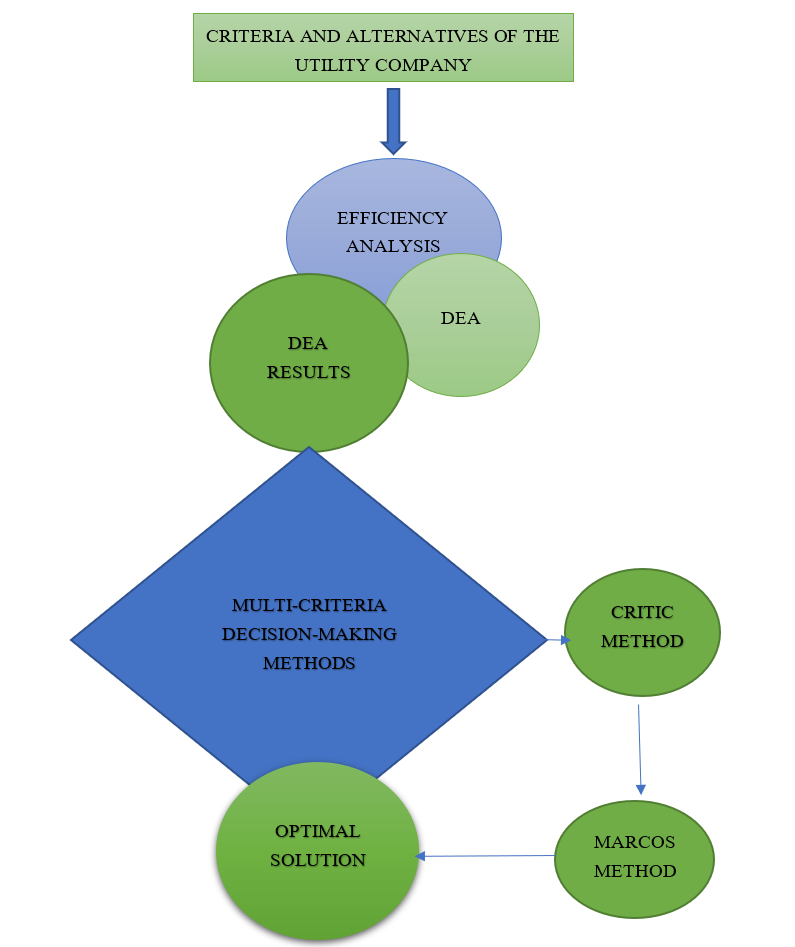 CRITERIA AND ALTERNATIVES OF THE
UTILITY COMPANY
EFFICIENCY
ANALYSIS
DEA
DEA
RESULTS
MULTI-CRITERIA
DECISION-MAKING
METHODS
CRITIC
METHOD
MARCOS
METHOD
OPTIMAL
SOLUTION